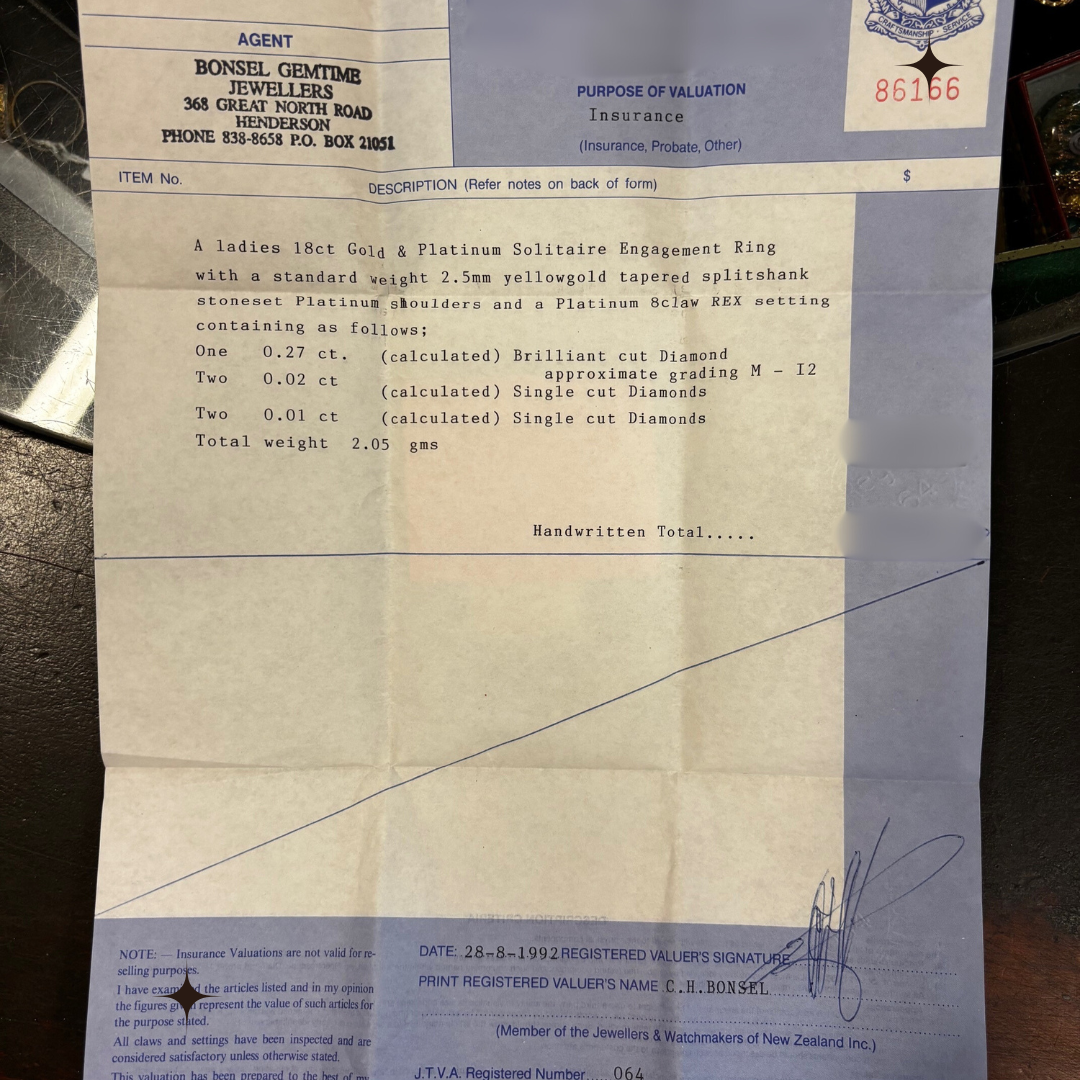 CRAFTSMANSHIP · SERVICE
86166
AGENT
BONSEL GEMTIME
JEWELLERS
368 GREAT NORTH ROAD
HENDERSON
PHONE 838-8658 P.O. BOX 21051
PURPOSE OF VALUATION
Insurance
(Insurance, Probate, Other)
ITEM No.
DESCRIPTION (Refer notes on back of form)
$
A ladies 18ct Gold & Platinum Solitaire Engagement Ring
with a standard weight 2.5mm yellowgold tapered splitshank
stoneset Platinum shoulders and a Platinum 8claw REX setting
containing as follows;
One 0.27 ct. (calculated) Brilliant cut Diamond
approximate grading M - I2
Two 0.02 ct (calculated) Single cut Diamonds
Two 0.01 ct (calculated) Single cut Diamonds
Total weight 2.05 gms
Handwritten Total.....
NOTE: — Insurance Valuations are not valid for re-
selling purposes.
I have the articles listed and in my opinion
the figures represent the value of such articles for
the purpose stated.
All claws and settings have been inspected and are
considered satisfactory unless otherwise stated.
This valuation has been prepared to the best of my
DATE: 28-8-1992 REGISTERED VALUER'S SIGNATURE
PRINT REGISTERED VALUER'S NAME C.H.BONSEL
(Member of the Jewellers & Watchmakers of New Zealand Inc.)
J.T.V.A. Registered Number 064